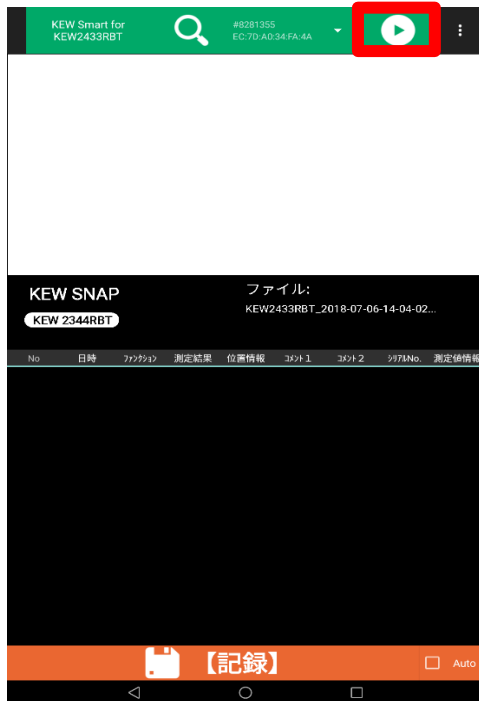 KEW Smart for
KEW2433RBT
#8281355
EC:7D:A0:34:FA:4A
KEW SNAP
KEW 2344RBT
ファイル:
KEW2433RBT_2018-07-06-14-04-02...
No 日時 ﾌｧﾝｸｼｮﾝ 測定結果 位置情報 ｺﾒﾝﾄ１ ｺﾒﾝﾄ２ ｼﾘｱﾙNo. 測定値情報
【記録】
Auto